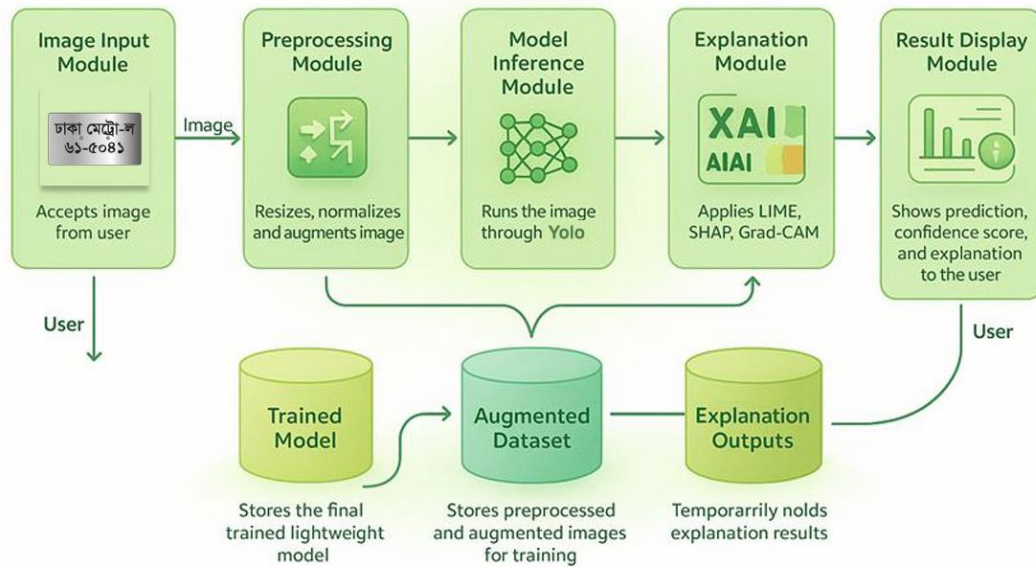 Image Input
Module
ঢাকা মেট্রো-ল
৬১-৫০৪১
Accepts image
from user
Image
Preprocessing
Module
Resizes, normalizes
and augments image
Model
Inference
Module
Runs the image
through Yolo
Explanation
Module
XAI
AIAI
Applies LIME,
SHAP, Grad-CAM
Result Display
Module
Shows prediction,
confidence score,
and explanation
to the user
User
User
Trained
Model
Stores the final
trained lightweight
model
Augmented
Dataset
Stores preprocessed
and augmented images
for training
Explanation
Outputs
Temporarrily nolds
explanation results